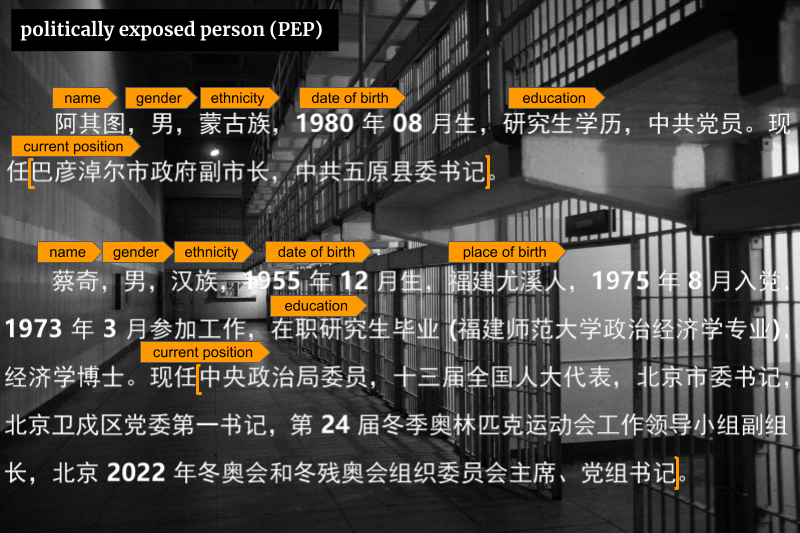 politically exposed person (PEP)
name gender ethnicity date of birth education
阿其图，男，蒙古族，1980 年 08 月生，研究生学历，中共党员。现
current position
任[巴彦淖尔市政府副市长，中共五原县委书记]。
name gender ethnicity date of birth place of birth
蔡奇，男，汉族，1955 年 12 月生，福建尤溪人，1975 年 8 月入党，
education
1973 年 3 月参加工作，在职研究生毕业 (福建师范大学政治经济学专业)，
current position
经济学博士。现任[中央政治局委员，十三届全国人大代表，北京市委书记，
北京卫戍区党委第一书记，第 24 届冬季奥林匹克运动会工作领导小组副组
长，北京 2022 年冬奥会和冬残奥会组织委员会主席、党组书记]。